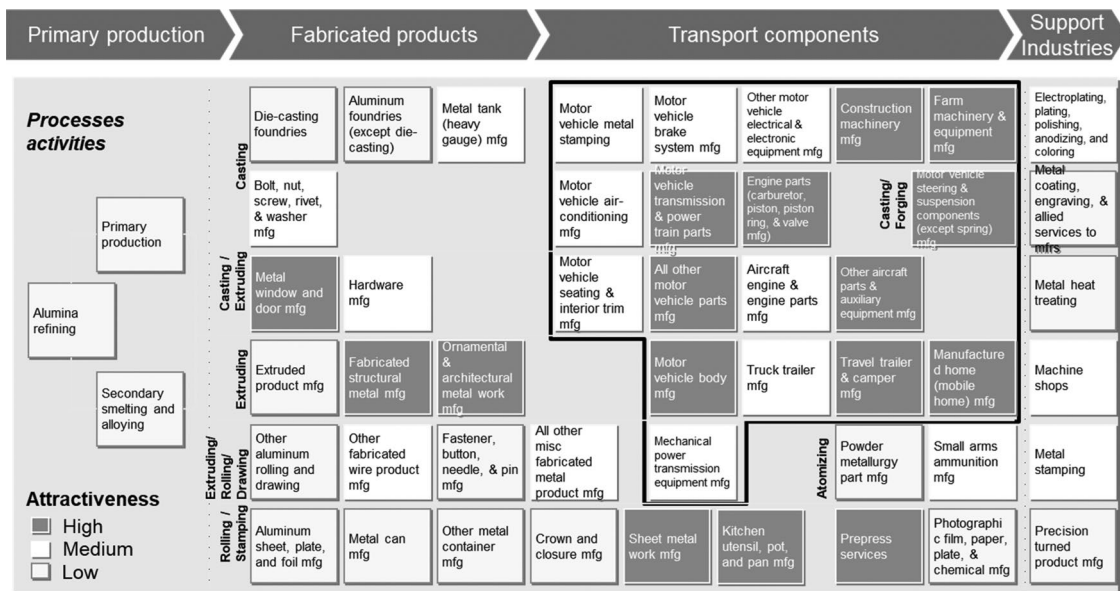 Primary production
Fabricated products
Transport components
Support
Industries
Processes
activities
Primary
production
Alumina
refining
Secondary
smelting and
alloying
Attractiveness
High
Medium
Low
Casting
Die-casting
foundries
Aluminum
foundries
(except die-
casting)
Metal tank
(heavy
gauge) mfg
Motor
vehicle metal
stamping
Motor
vehicle
brake
system mfg
Other motor
vehicle
electrical &
electronic
equipment mfg
Construction
machinery
mfg
Farm
machinery &
equipment
mfg
Electroplating,
plating,
polishing,
anodizing, and
coloring
Bolt, nut,
screw, rivet,
& washer
mfg
Motor
vehicle air-
conditioning
mfg
Motor
vehicle
transmission
& power
train parts
mfg
Engine parts
(carburetor,
piston, piston
ring, & valve
mfg)
Casting/
Forging
Motor vehicle
steering &
suspension
components
(except spring)
mfg
Metal
coating,
engraving, &
allied
services to
mfrs
Casting /
Extruding
Metal
window and
door mfg
Hardware
mfg
Motor
vehicle
seating &
interior trim
mfg
All other
motor
vehicle parts
mfg
Aircraft
engine &
engine parts
mfg
Other aircraft
parts &
auxiliary
equipment mfg
Metal heat
treating
Extruding
Extruded
product mfg
Fabricated
structural
metal mfg
Ornamental
&
architectural
metal work
mfg
Motor
vehicle body
mfg
Truck trailer
mfg
Travel trailer
& camper
mfg
Manufacture
d home
(mobile
home) mfg
Machine
shops
Extruding/
Rolling/
Drawing
Other
aluminum
rolling and
drawing
Other
fabricated
wire product
mfg
Fastener,
button,
needle, & pin
mfg
All other
misc
fabricated
metal
product mfg
Mechanical
power
transmission
equipment mfg
Atomizing
Powder
metallurgy
part mfg
Small arms
ammunition
mfg
Metal
stamping
Rolling /
Stamping
Aluminum
sheet, plate,
and foil mfg
Metal can
mfg
Other metal
container
mfg
Crown and
closure mfg
Sheet metal
work mfg
Kitchen
utensil, pot,
and pan mfg
Prepress
services
Photographi
c film, paper,
plate, &
chemical mfg
Precision
turned
product mfg